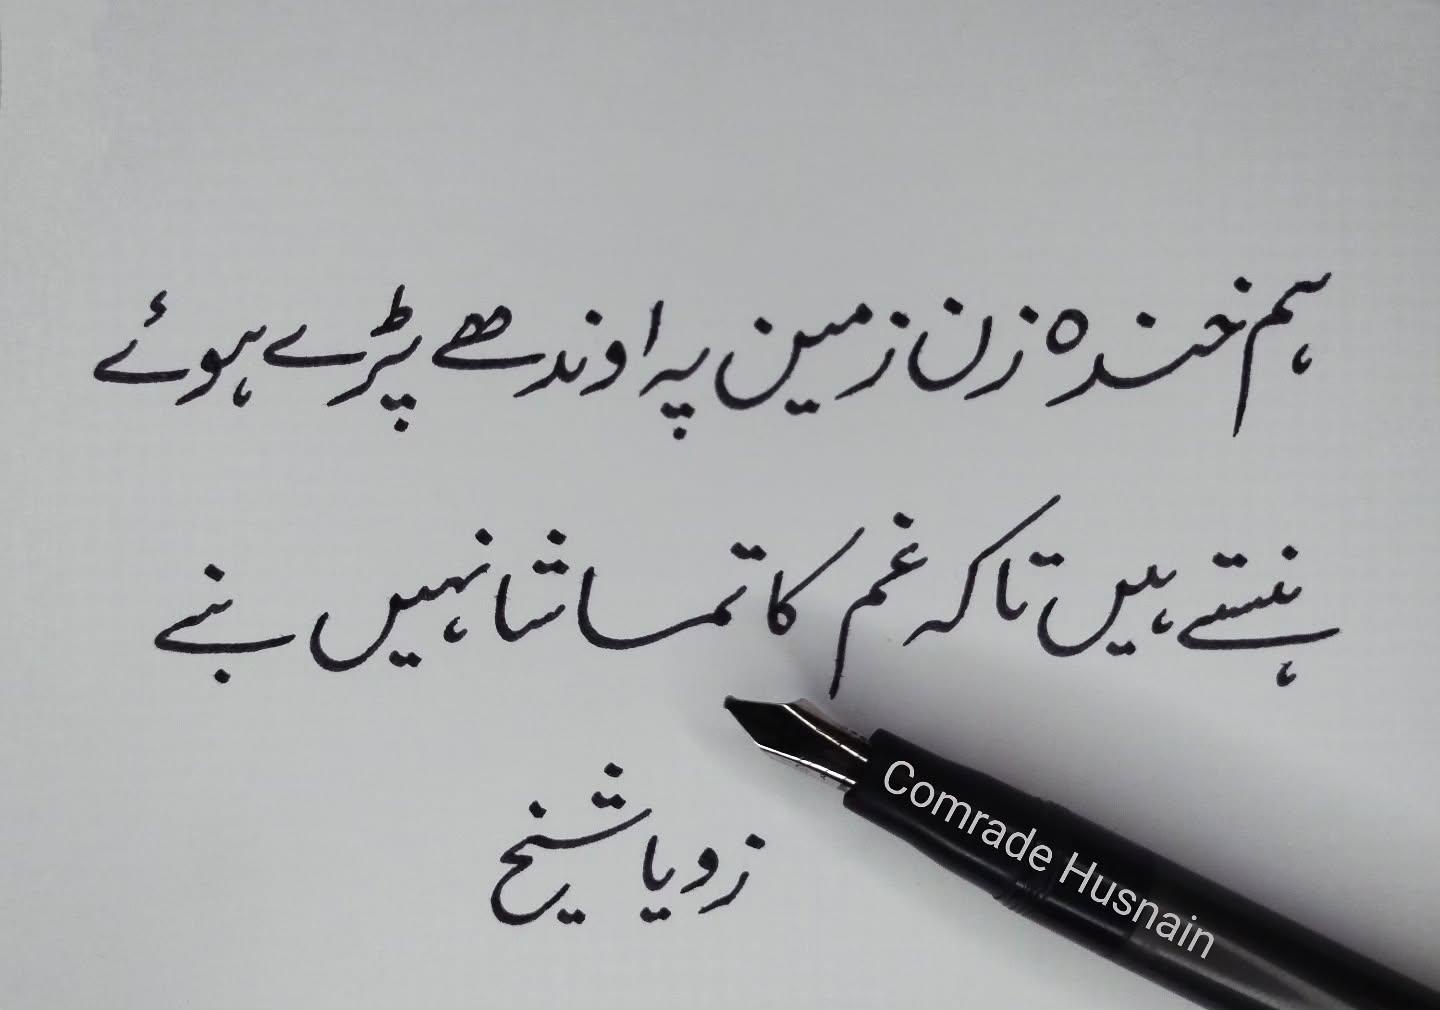 ہم خندہ زن زمین پہ اوندھے پڑے ہوئے
ہنستے ہیں تاکہ غم کا تماشا نہیں بنے
زویا شیخ
Comrade Husnain